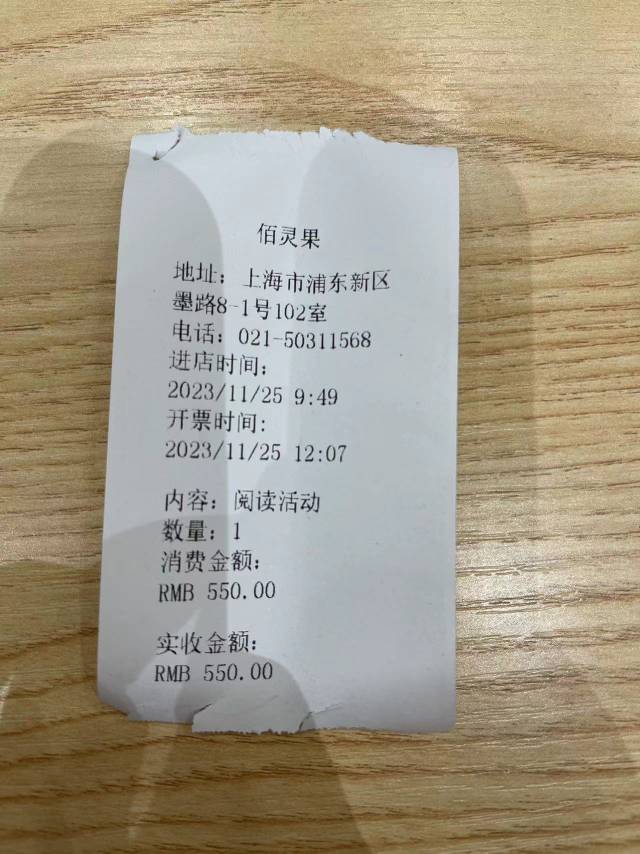 佰灵果
地址：上海市浦东新区
墨路8-1号102室
电话：021-50311568
进店时间：
2023/11/25 9:49
开票时间：
2023/11/25 12:07
内容：阅读活动
数量：1
消费金额：
RMB 550.00
实收金额：
RMB 550.00